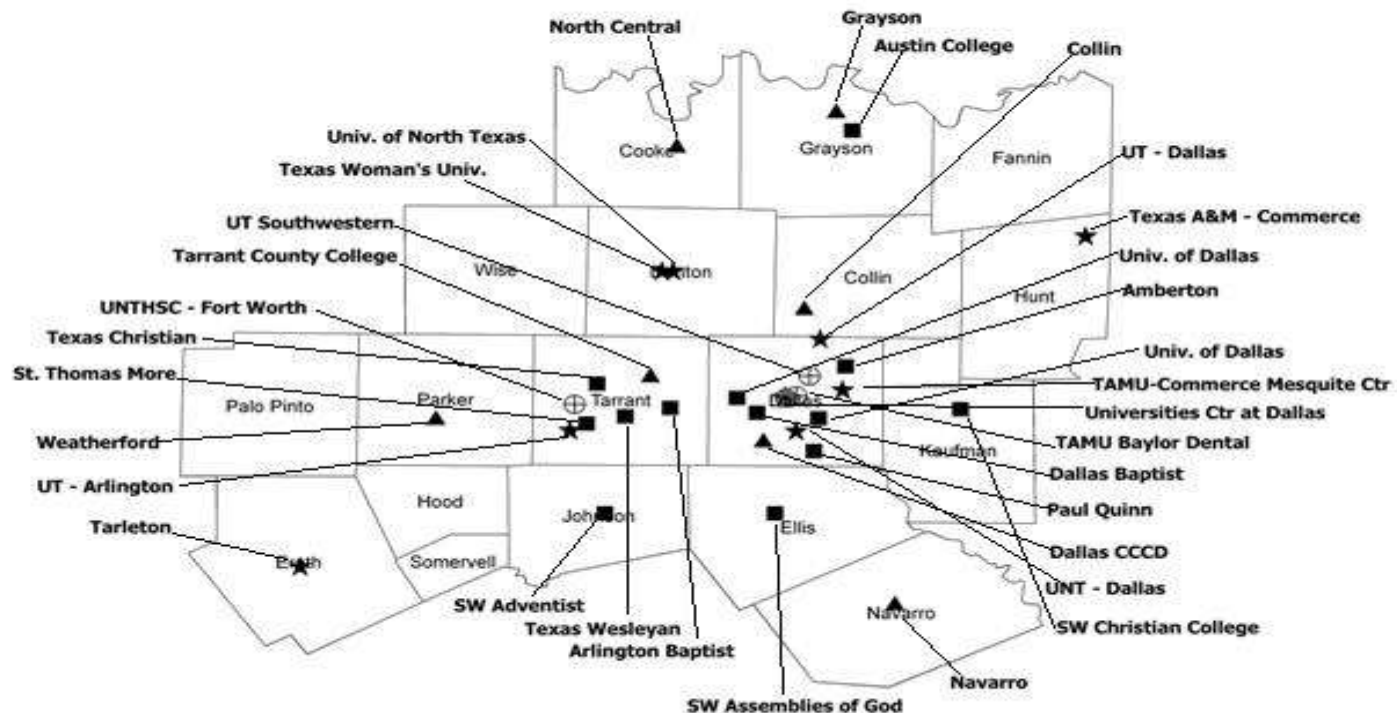 Grayson
North Central
Austin College
Collin
Univ. of North Texas
Cooke
Grayson
Fannin
UT - Dallas
Texas Woman's Univ.
UT Southwestern
Texas A&M - Commerce
Tarrant County College
Wise
Denton
Collin
Univ. of Dallas
Hunt
Amberton
UNTHSC - Fort Worth
Texas Christian
Univ. of Dallas
St. Thomas More
TAMU-Commerce Mesquite Ctr
Palo Pinto
Parker
Tarrant
Dallas
Universities Ctr at Dallas
Weatherford
TAMU Baylor Dental
Kaufman
Dallas Baptist
UT - Arlington
Hood
Paul Quinn
Tarleton
Johnson
Ellis
Dallas CCCD
Erath
Somervell
UNT - Dallas
SW Adventist
Navarro
SW Christian College
Texas Wesleyan
Arlington Baptist
Navarro
SW Assemblies of God